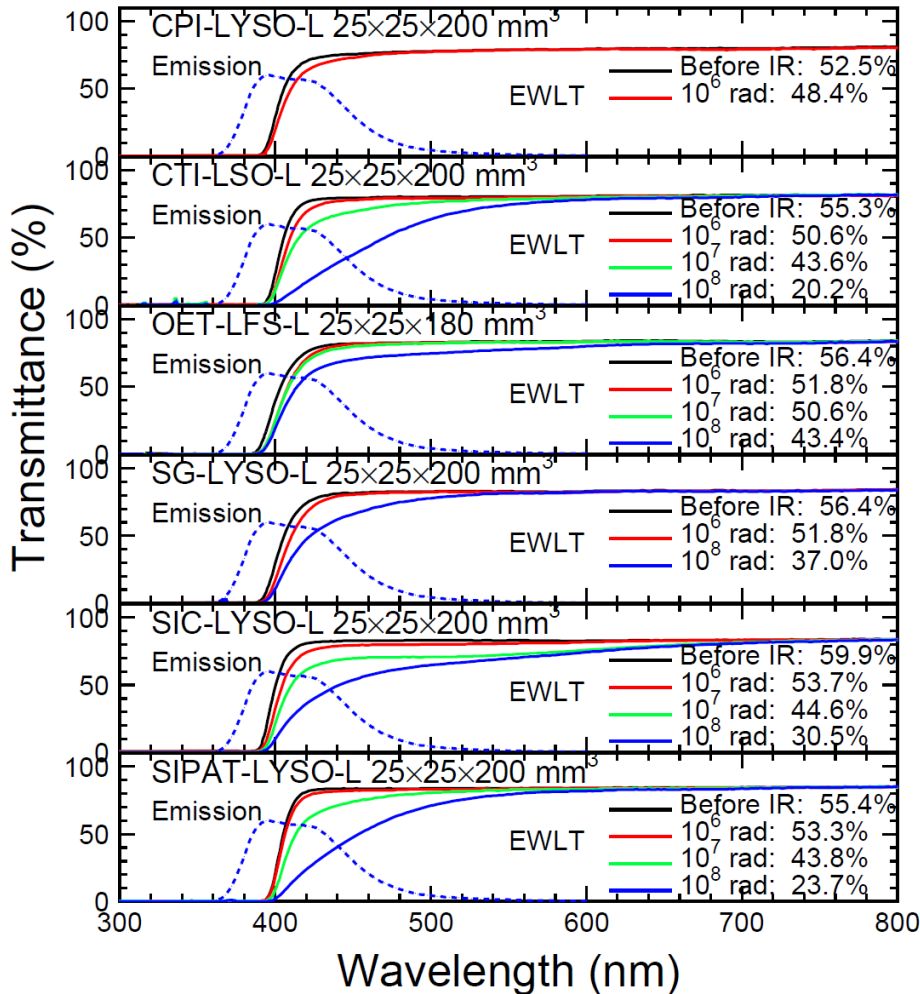 Transmittance (%)
CPI-LYSO-L 25×25×200 mm³
Emission
EWLT
Before IR: 52.5%
10⁶ rad: 48.4%
50
0
CTI-LSO-L 25×25×200 mm³
Emission
EWLT
Before IR: 55.3%
10⁶ rad: 50.6%
10⁷ rad: 43.6%
10⁸ rad: 20.2%
100
50
0
OET-LFS-L 25×25×180 mm³
Emission
EWLT
Before IR: 56.4%
10⁶ rad: 51.8%
10⁷ rad: 50.6%
10⁸ rad: 43.4%
50
SG-LYSO-L 25×25×200 mm³
Emission
EWLT
Before IR: 56.4%
10⁶ rad: 51.8%
10⁸ rad: 37.0%
50
SIC-LYSO-L 25×25×200 mm³
Emission
EWLT
Before IR: 59.9%
10⁶ rad: 53.7%
10⁷ rad: 44.6%
10⁸ rad: 30.5%
50
SIPAT-LYSO-L 25×25×200 mm³
Emission
EWLT
Before IR: 55.4%
10⁶ rad: 53.3%
10⁷ rad: 43.8%
10⁸ rad: 23.7%
50
0
300 400 500 600 700 800
Wavelength (nm)